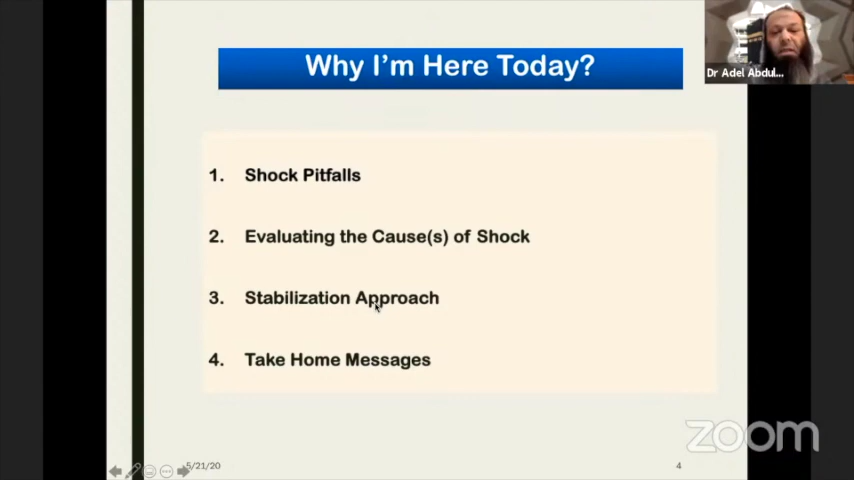 Why I'm Here Today?
Dr Adel Abdul...
1. Shock Pitfalls
2. Evaluating the Cause(s) of Shock
3. Stabilization Approach
4. Take Home Messages
zoom
5/21/20
4